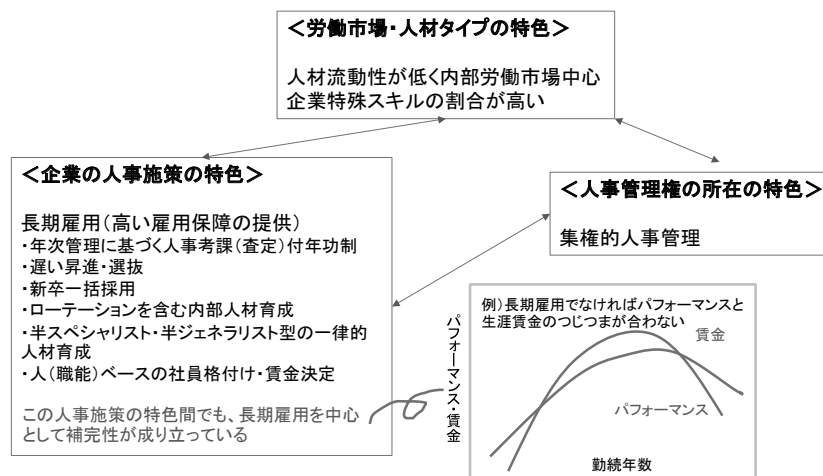 ＜労働市場・人材タイプの特色＞
人材流動性が低く内部労働市場中心
企業特殊スキルの割合が高い
＜企業の人事施策の特色＞
長期雇用（高い雇用保障の提供）
・年次管理に基づく人事考課（査定）付年功制
・遅い昇進・選抜
・新卒一括採用
・ローテーションを含む内部人材育成
・半スペシャリスト・半ジェネラリスト型の一律的
人材育成
・人（職能）ベースの社員格付け・賃金決定
この人事施策の特色間でも、長期雇用を中心
として補完性が成り立っている
＜人事管理権の所在の特色＞
集権的人事管理
例）長期雇用でなければパフォーマンスと
生涯賃金のつじつまが合わない
パフォーマンス・賃金
賃金
パフォーマンス
勤続年数